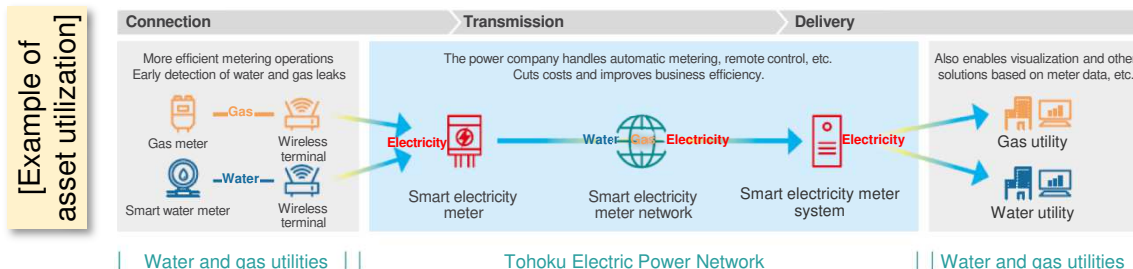 [Example of
asset utilization]
Connection
Transmission
Delivery
More efficient metering operations
Early detection of water and gas leaks
Gas
Gas meter
Wireless
terminal
Water
Smart water meter
Wireless
terminal
The power company handles automatic metering, remote control, etc.
Cuts costs and improves business efficiency.
Electricity
Smart electricity
meter
Water Gas Electricity
Smart electricity
meter network
Electricity
Smart electricity meter
system
Also enables visualization and other
solutions based on meter data, etc.
Gas utility
Water utility
Water and gas utilities
Tohoku Electric Power Network
Water and gas utilities